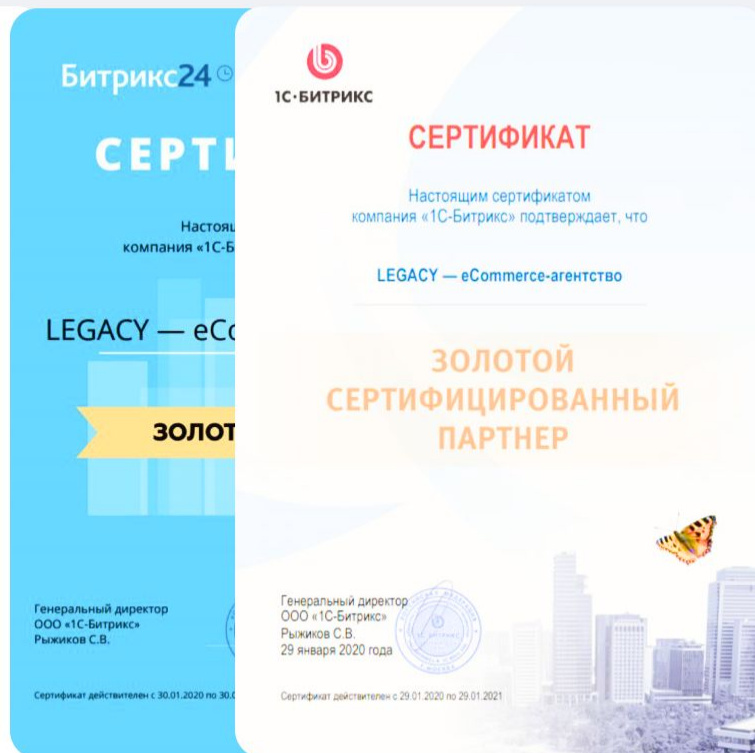 Битрикс24
СЕРТ
Настоя
компания «1С-Б
LEGACY — eCo
ЗОЛОТ
Генеральный директор
ООО «1С-Битрикс»
Рыжиков С.В.
Сертификат действителен с 30.01.2020 по 30.0
1С·БИТРИКС
СЕРТИФИКАТ
Настоящим сертификатом
компания «1С-Битрикс» подтверждает, что
LEGACY — eCommerce-агентство
ЗОЛОТОЙ
СЕРТИФИЦИРОВАННЫЙ
ПАРТНЕР
Генеральный директор
ООО «1С-Битрикс»
Рыжиков С.В.
29 января 2020 года
Сертификат действителен с 29.01.2020 по 29.01.2021